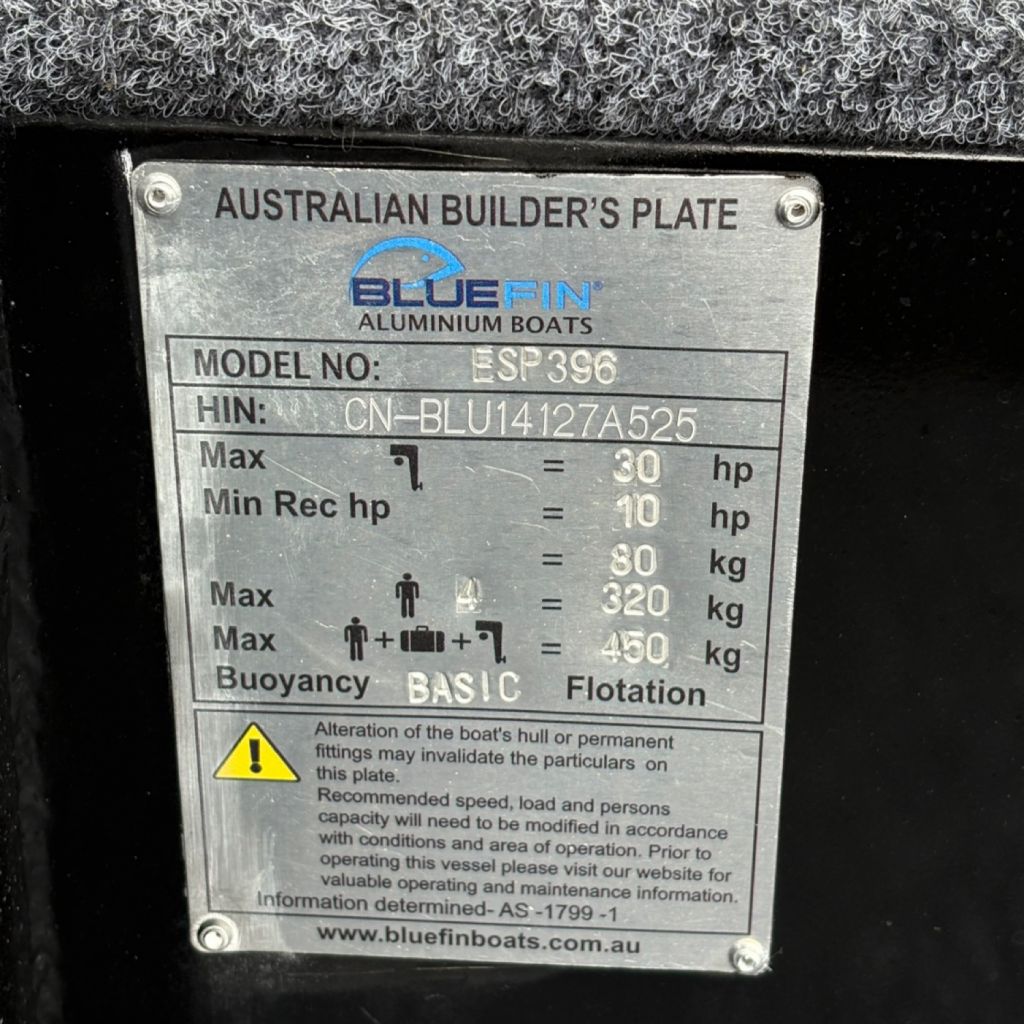 AUSTRALIAN BUILDER'S PLATE
BLUEFIN®
ALUMINIUM BOATS
MODEL NO: ESP396
HIN: CN-BLU14127A525
Max = 30 hp
Min Rec hp = 10 hp
= 80 kg
Max 4 = 320 kg
Max + + = 450 kg
Buoyancy BASIC Flotation
Alteration of the boat's hull or permanent
fittings may invalidate the particulars on
this plate.
Recommended speed, load and persons
capacity will need to be modified in accordance
with conditions and area of operation. Prior to
operating this vessel please visit our website for
valuable operating and maintenance information.
Information determined- AS -1799 -1
www.bluefinboats.com.au